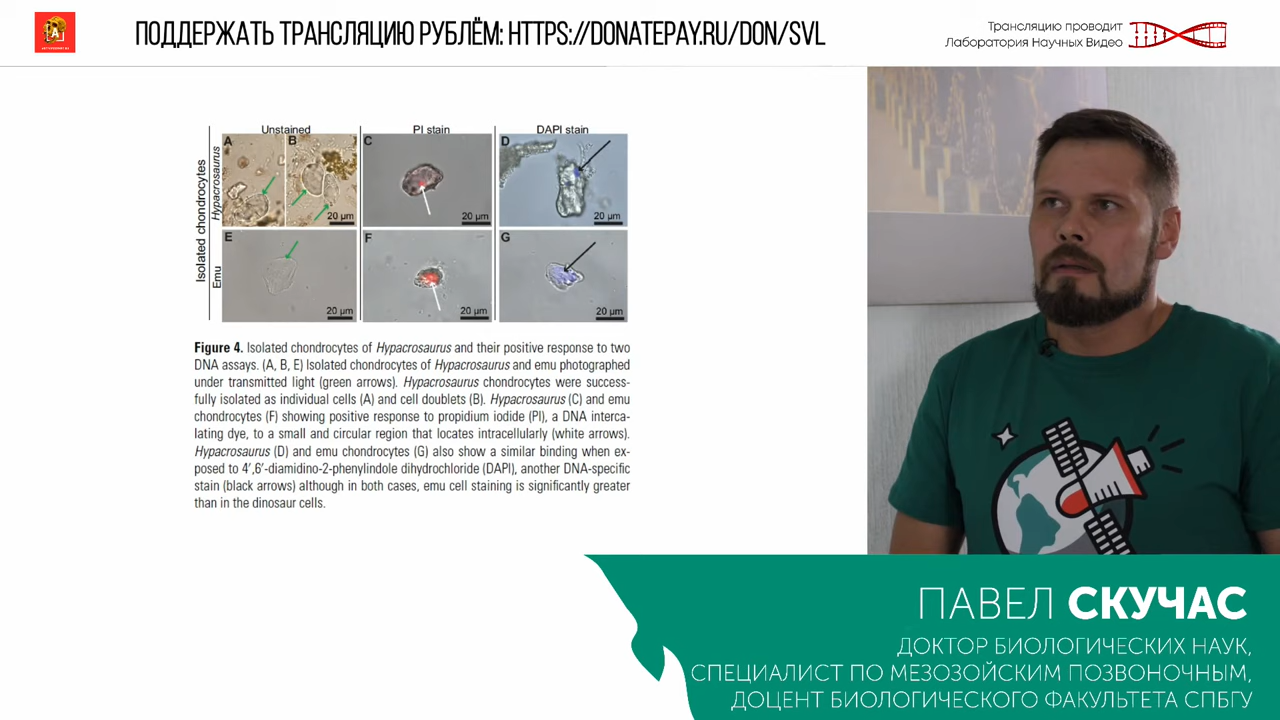 ПОДДЕРЖАТЬ ТРАНСЛЯЦИЮ РУБЛЁМ: HTTPS://DONATEPAY.RU/DON/SVL
Трансляцию проводит
Лаборатория Научных Видео
Unstained
PI stain
DAPI stain
Isolated chondrocytes
Hypacrosaurus
Emu
A
B
20 µm
C
20 µm
D
20 µm
E
20 µm
F
20 µm
G
20 µm
Figure 4. Isolated chondrocytes of Hypacrosaurus and their positive response to two
DNA assays. (A, B, E) Isolated chondrocytes of Hypacrosaurus and emu photographed
under transmitted light (green arrows). Hypacrosaurus chondrocytes were success-
fully isolated as individual cells (A) and cell doublets (B). Hypacrosaurus (C) and emu
chondrocytes (F) showing positive response to propidium iodide (PI), a DNA interca-
lating dye, to a small and circular region that locates intracellularly (white arrows).
Hypacrosaurus (D) and emu chondrocytes (G) also show a similar binding when ex-
posed to 4′,6′-diamidino-2-phenylindole dihydrochloride (DAPI), another DNA-specific
stain (black arrows) although in both cases, emu cell staining is significantly greater
than in the dinosaur cells.
ПАВЕЛ СКУЧАС
ДОКТОР БИОЛОГИЧЕСКИХ НАУК,
СПЕЦИАЛИСТ ПО МЕЗОЗОЙСКИМ ПОЗВОНОЧНЫМ,
ДОЦЕНТ БИОЛОГИЧЕСКОГО ФАКУЛЬТЕТА СПБГУ